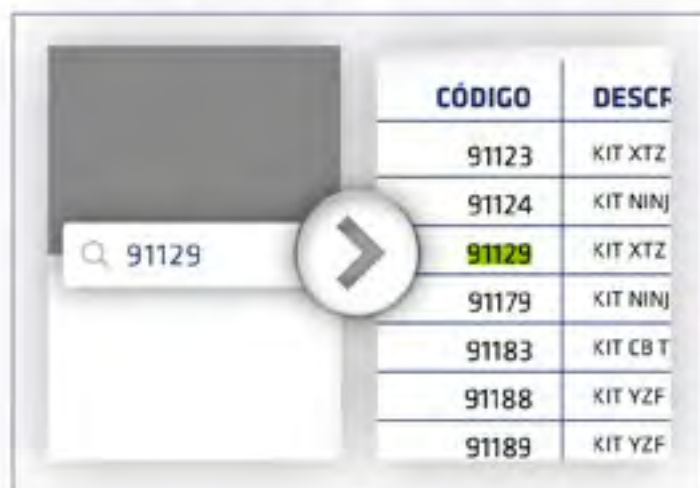 91129
CÓDIGO DESCR
91123 KIT XTZ
91124 KIT NINJ
91129 KIT XTZ
91179 KIT NINJ
91183 KIT CB T
91188 KIT YZF
91189 KIT YZF